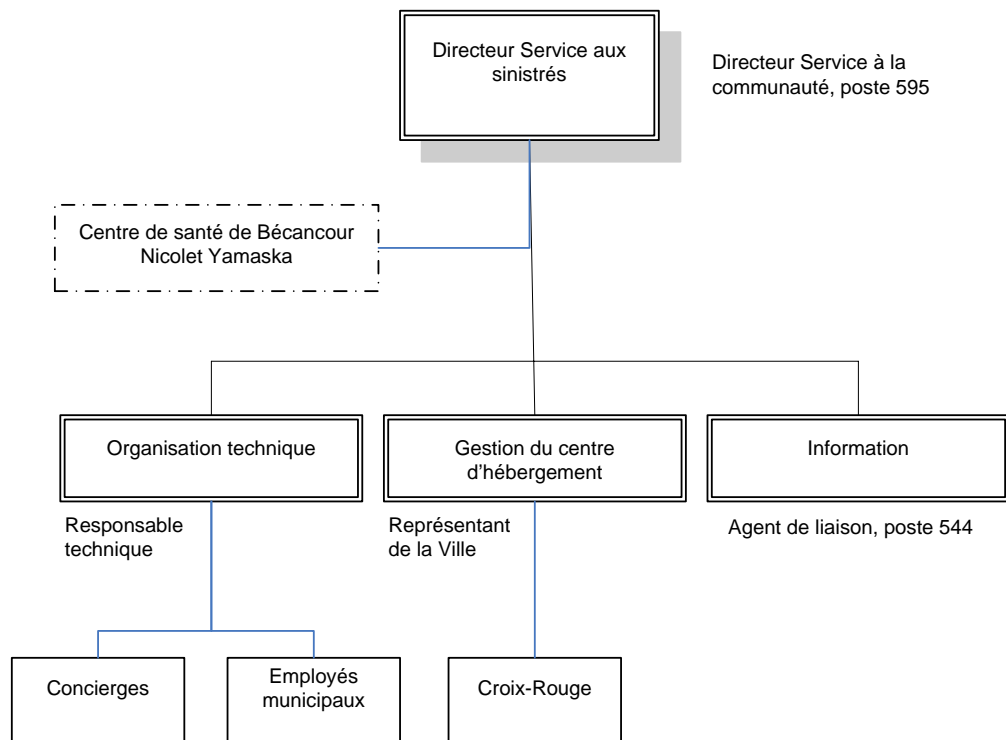 Directeur Service aux
sinistrés
Directeur Service à la
communauté, poste 595
Centre de santé de Bécancour
Nicolet Yamaska
Organisation technique
Gestion du centre
d'hébergement
Information
Responsable
technique
Représentant
de la Ville
Agent de liaison, poste 544
Concierges
Employés
municipaux
Croix-Rouge